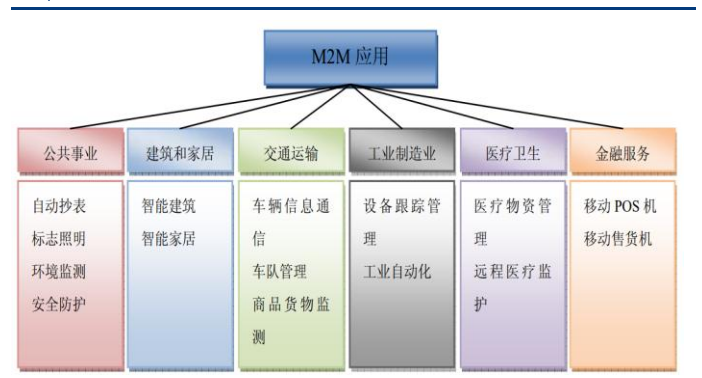 M2M 应用
公共事业
建筑和家居
交通运输
工业制造业
医疗卫生
金融服务
自动抄表
标志照明
环境监测
安全防护
智能建筑
智能家居
车辆信息通
信
车队管理
商品货物监
测
设备跟踪管
理
工业自动化
医疗物资管
理
远程医疗监
护
移动 POS 机
移动售货机